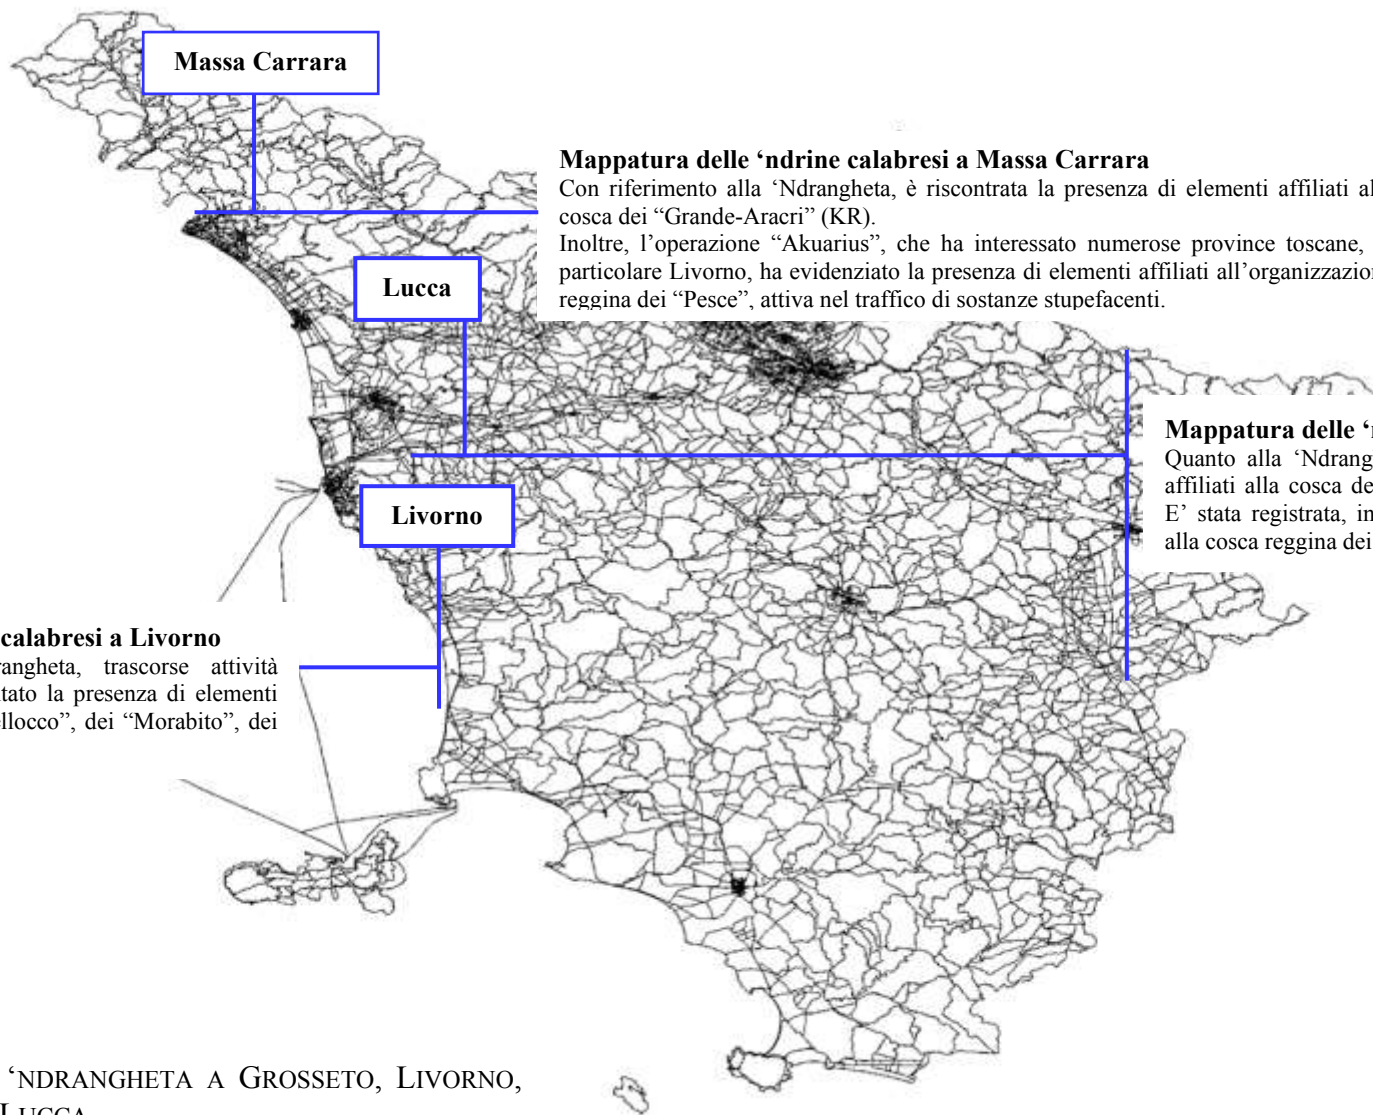 Massa Carrara
Mappatura delle ‘ndrine calabresi a Massa Carrara
Con riferimento alla ‘Ndrangheta, è riscontrata la presenza di elementi affiliati al
cosca dei “Grande-Aracri” (KR).
Inoltre, l’operazione “Akuarius”, che ha interessato numerose province toscane,
particolare Livorno, ha evidenziato la presenza di elementi affiliati all’organizzazion
reggina dei “Pesce”, attiva nel traffico di sostanze stupefacenti.
Lucca
Mappatura delle ‘
Quanto alla ‘Ndrang
affiliati alla cosca de
E’ stata registrata, in
alla cosca reggina dei
Livorno
calabresi a Livorno
rangheta, trascorse attività
tato la presenza di elementi
ellocco”, dei “Morabito”, dei
‘NDRANGHETA A GROSSETO, LIVORNO,
LUCCA